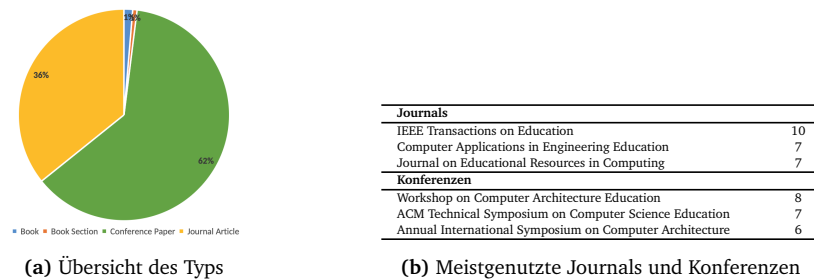 1%
1%
36%
62%
Book Book Section Conference Paper Journal Article
(a) Übersicht des Typs
Journals
IEEE Transactions on Education 10
Computer Applications in Engineering Education 7
Journal on Educational Resources in Computing 7
Konferenzen
Workshop on Computer Architecture Education 8
ACM Technical Symposium on Computer Science Education 7
Annual International Symposium on Computer Architecture 6
(b) Meistgenutzte Journals und Konferenzen